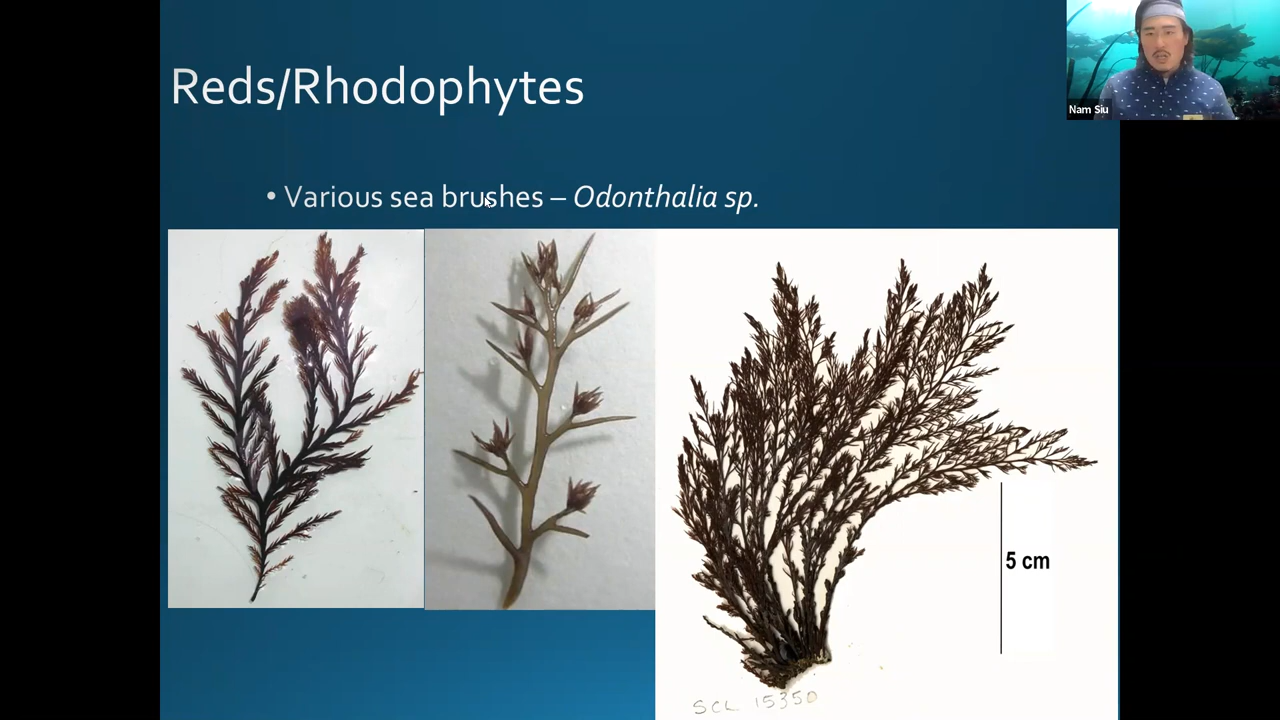 Reds/Rhodophytes
• Various sea brushes – Odonthalia sp.
Nam Siu
5 cm
SCL 15350